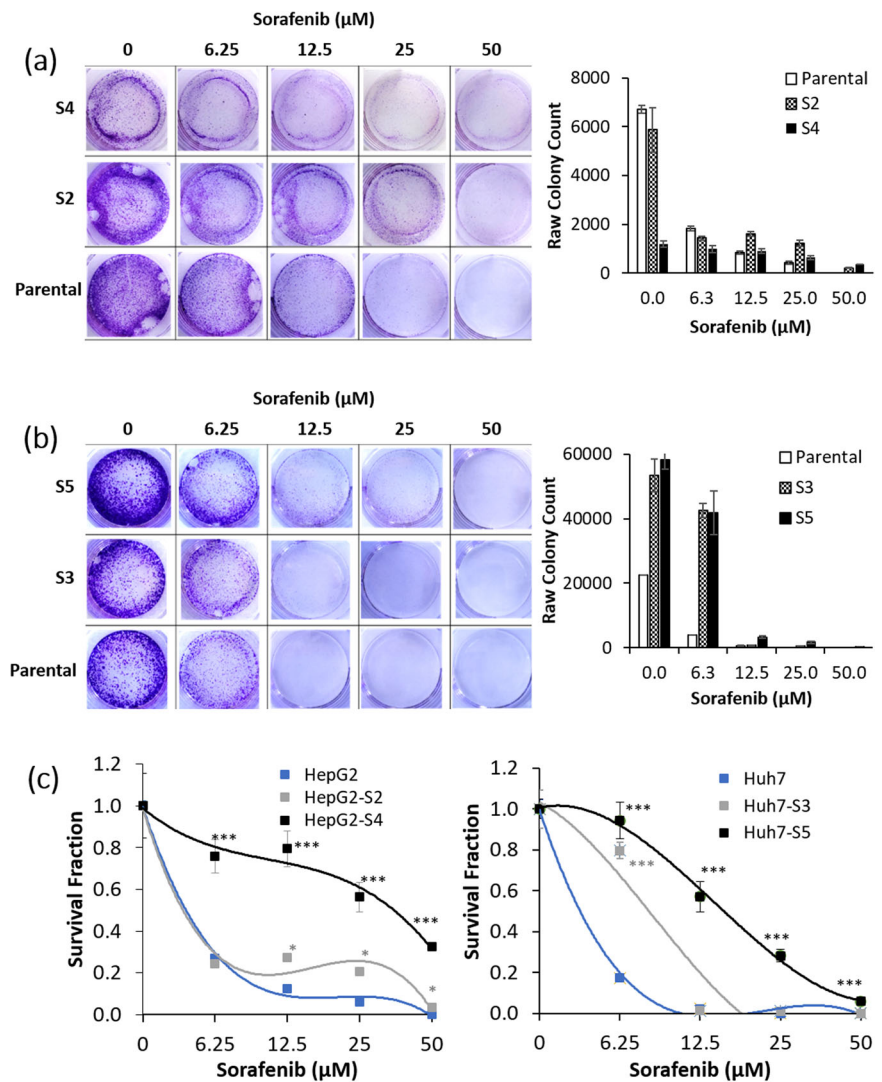 Sorafenib (µM)
0 6.25 12.5 25 50
(a)
S4
S2
Parental
8000
6000
4000
2000
0
Raw Colony Count
Parental
S2
S4
0.0 6.3 12.5 25.0 50.0
Sorafenib (µM)
Sorafenib (µM)
0 6.25 12.5 25 50
(b)
S5
S3
Parental
60000
40000
20000
0
Raw Colony Count
Parental
S3
S5
0.0 6.3 12.5 25.0 50.0
Sorafenib (µM)
(c)
1.2
1.0
0.8
0.6
0.4
0.2
0.0
Survival Fraction
HepG2
HepG2-S2
HepG2-S4
***
***
***
***
*
*
*
0 6.25 12.5 25 50
Sorafenib (µM)
1.2
1.0
0.8
0.6
0.4
0.2
0.0
Survival Fraction
Huh7
Huh7-S3
Huh7-S5
***
***
***
***
***
0 6.25 12.5 25 50
Sorafenib (µM)